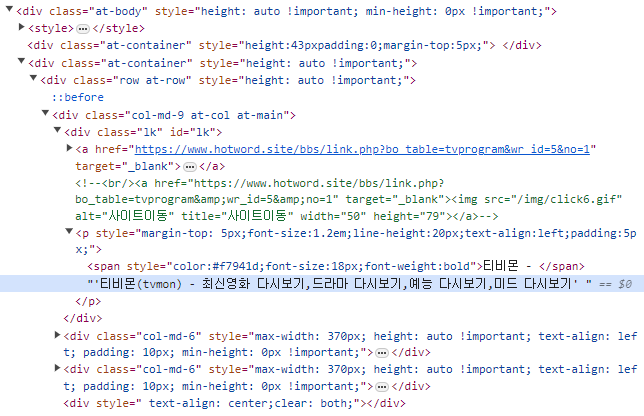 <div class="at-body" style="height: auto !important; min-height: 0px !important;">
<style>…</style>
<div class="at-container" style="height:43pxpadding:0;margin-top:5px;"> </div>
<div class="at-container" style="height: auto !important;">
<div class="row at-row" style="height: auto !important;">
::before
<div class="col-md-9 at-col at-main">
<div class="lk" id="lk">
<a href="https://www.hotword.site/bbs/link.php?bo_table=tvprogram&wr_id=5&no=1"
target="_blank">…</a>
<!--<br/><a href="https://www.hotword.site/bbs/link.php?
bo_table=tvprogram&amp;wr_id=5&amp;no=1" target="_blank"><img src="/img/click6.gif"
alt="사이트이동" title="사이트이동" width="50" height="79"></a>-->
<p style="margin-top: 5px;font-size:1.2em;line-height:20px;text-align:left;padding:5p
x;">
<span style="color:#f7941d;font-size:18px;font-weight:bold">티비몬 - </span>
"'티비몬(tvmon) - 최신영화 다시보기,드라마 다시보기,예능 다시보기,미드 다시보기' " == $0
</p>
</div>
<div class="col-md-6" style="max-width: 370px; height: auto !important; text-align: lef
t; padding: 10px; min-height: 0px !important;">…</div>
<div class="col-md-6" style="max-width: 370px; height: auto !important; text-align: lef
t; padding: 10px; min-height: 0px !important;">…</div>
<div style=" text-align: center;clear: both;"></div>